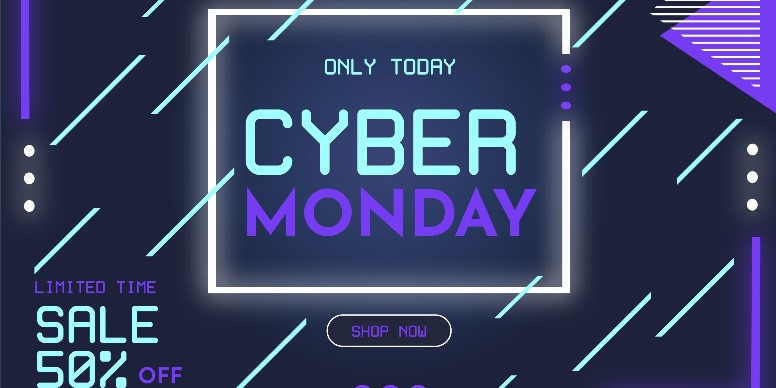 ONLY TODAY
CYBER
MONDAY
LIMITED TIME
SALE
50% OFF
SHOP NOW